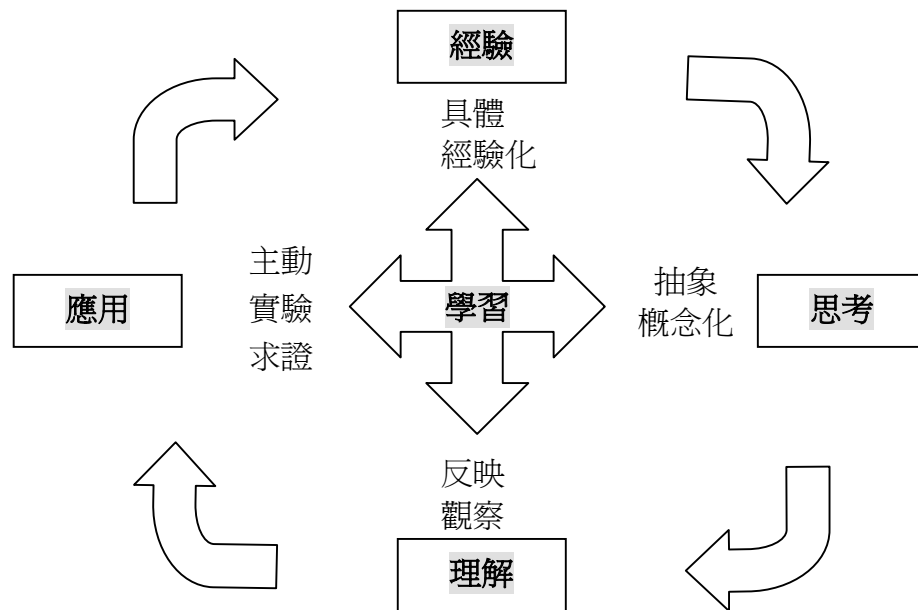 經驗
具體
經驗化
主動
實驗
求證
應用
學習
抽象
概念化
思考
反映
觀察
理解